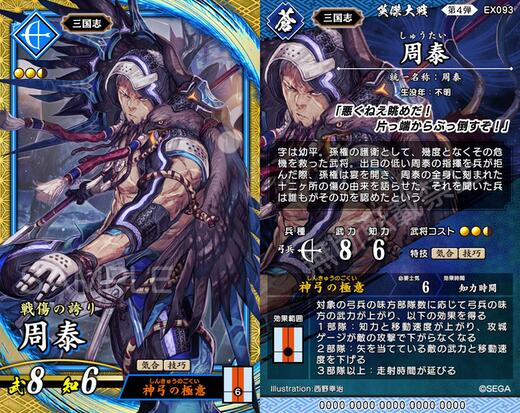 三国志
SAMPLE
戦傷の誇り
周泰
気合 技巧
武8 知6
しんきゅうのごくい
神弓の極意
6
蒼
三国志
英傑大戦 第4弾 EX093
しゅうたい
周泰
統一名称：周泰
生没年：不明
「悪くねえ眺めだ！
片っ端からぶっ倒すぞ！」
字は幼平。孫権の護衛として、幾度となくその危
機を救った武将。出自の低い周泰の指揮を兵が拒
んだ際、孫権は宴を開き、周泰の全身に刻まれた
十二ヶ所の傷の由来を語らせた。それを聞いた兵
は誰もがその功を認めたという。
兵種 武力 知力 武将コスト
弓兵 8 6 特技 気合 技巧
しんきゅうのごくい 必要士気 効果時間
神弓の極意 6 知力時間
効果範囲
対象の弓兵の味方部隊数に応じて弓兵の味
方の武力が上がり、以下の効果を得る
1部隊：知力と移動速度が上がり、攻城
ゲージが敵の攻撃で下がらなくなる
2部隊：矢を当てている敵の武力と移動速
度を下げる
3部隊以上：走射時間が延びる
Illustration:西野幸治 ©SEGA
0000 0000 0000 0000 0000